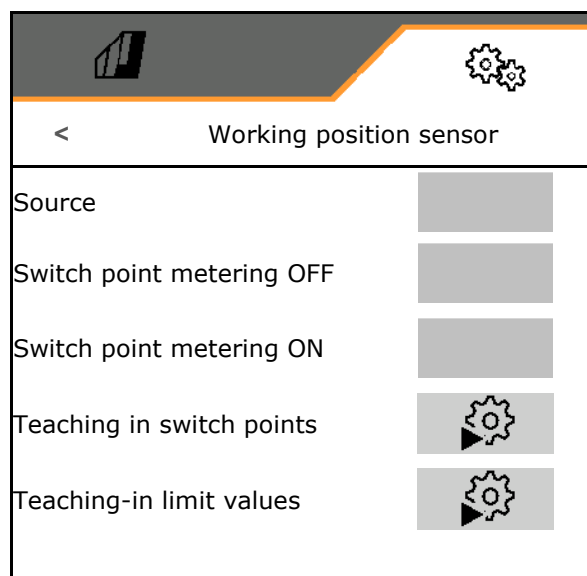 < Working position sensor
Source
Switch point metering OFF
Switch point metering ON
Teaching in switch points
Teaching-in limit values